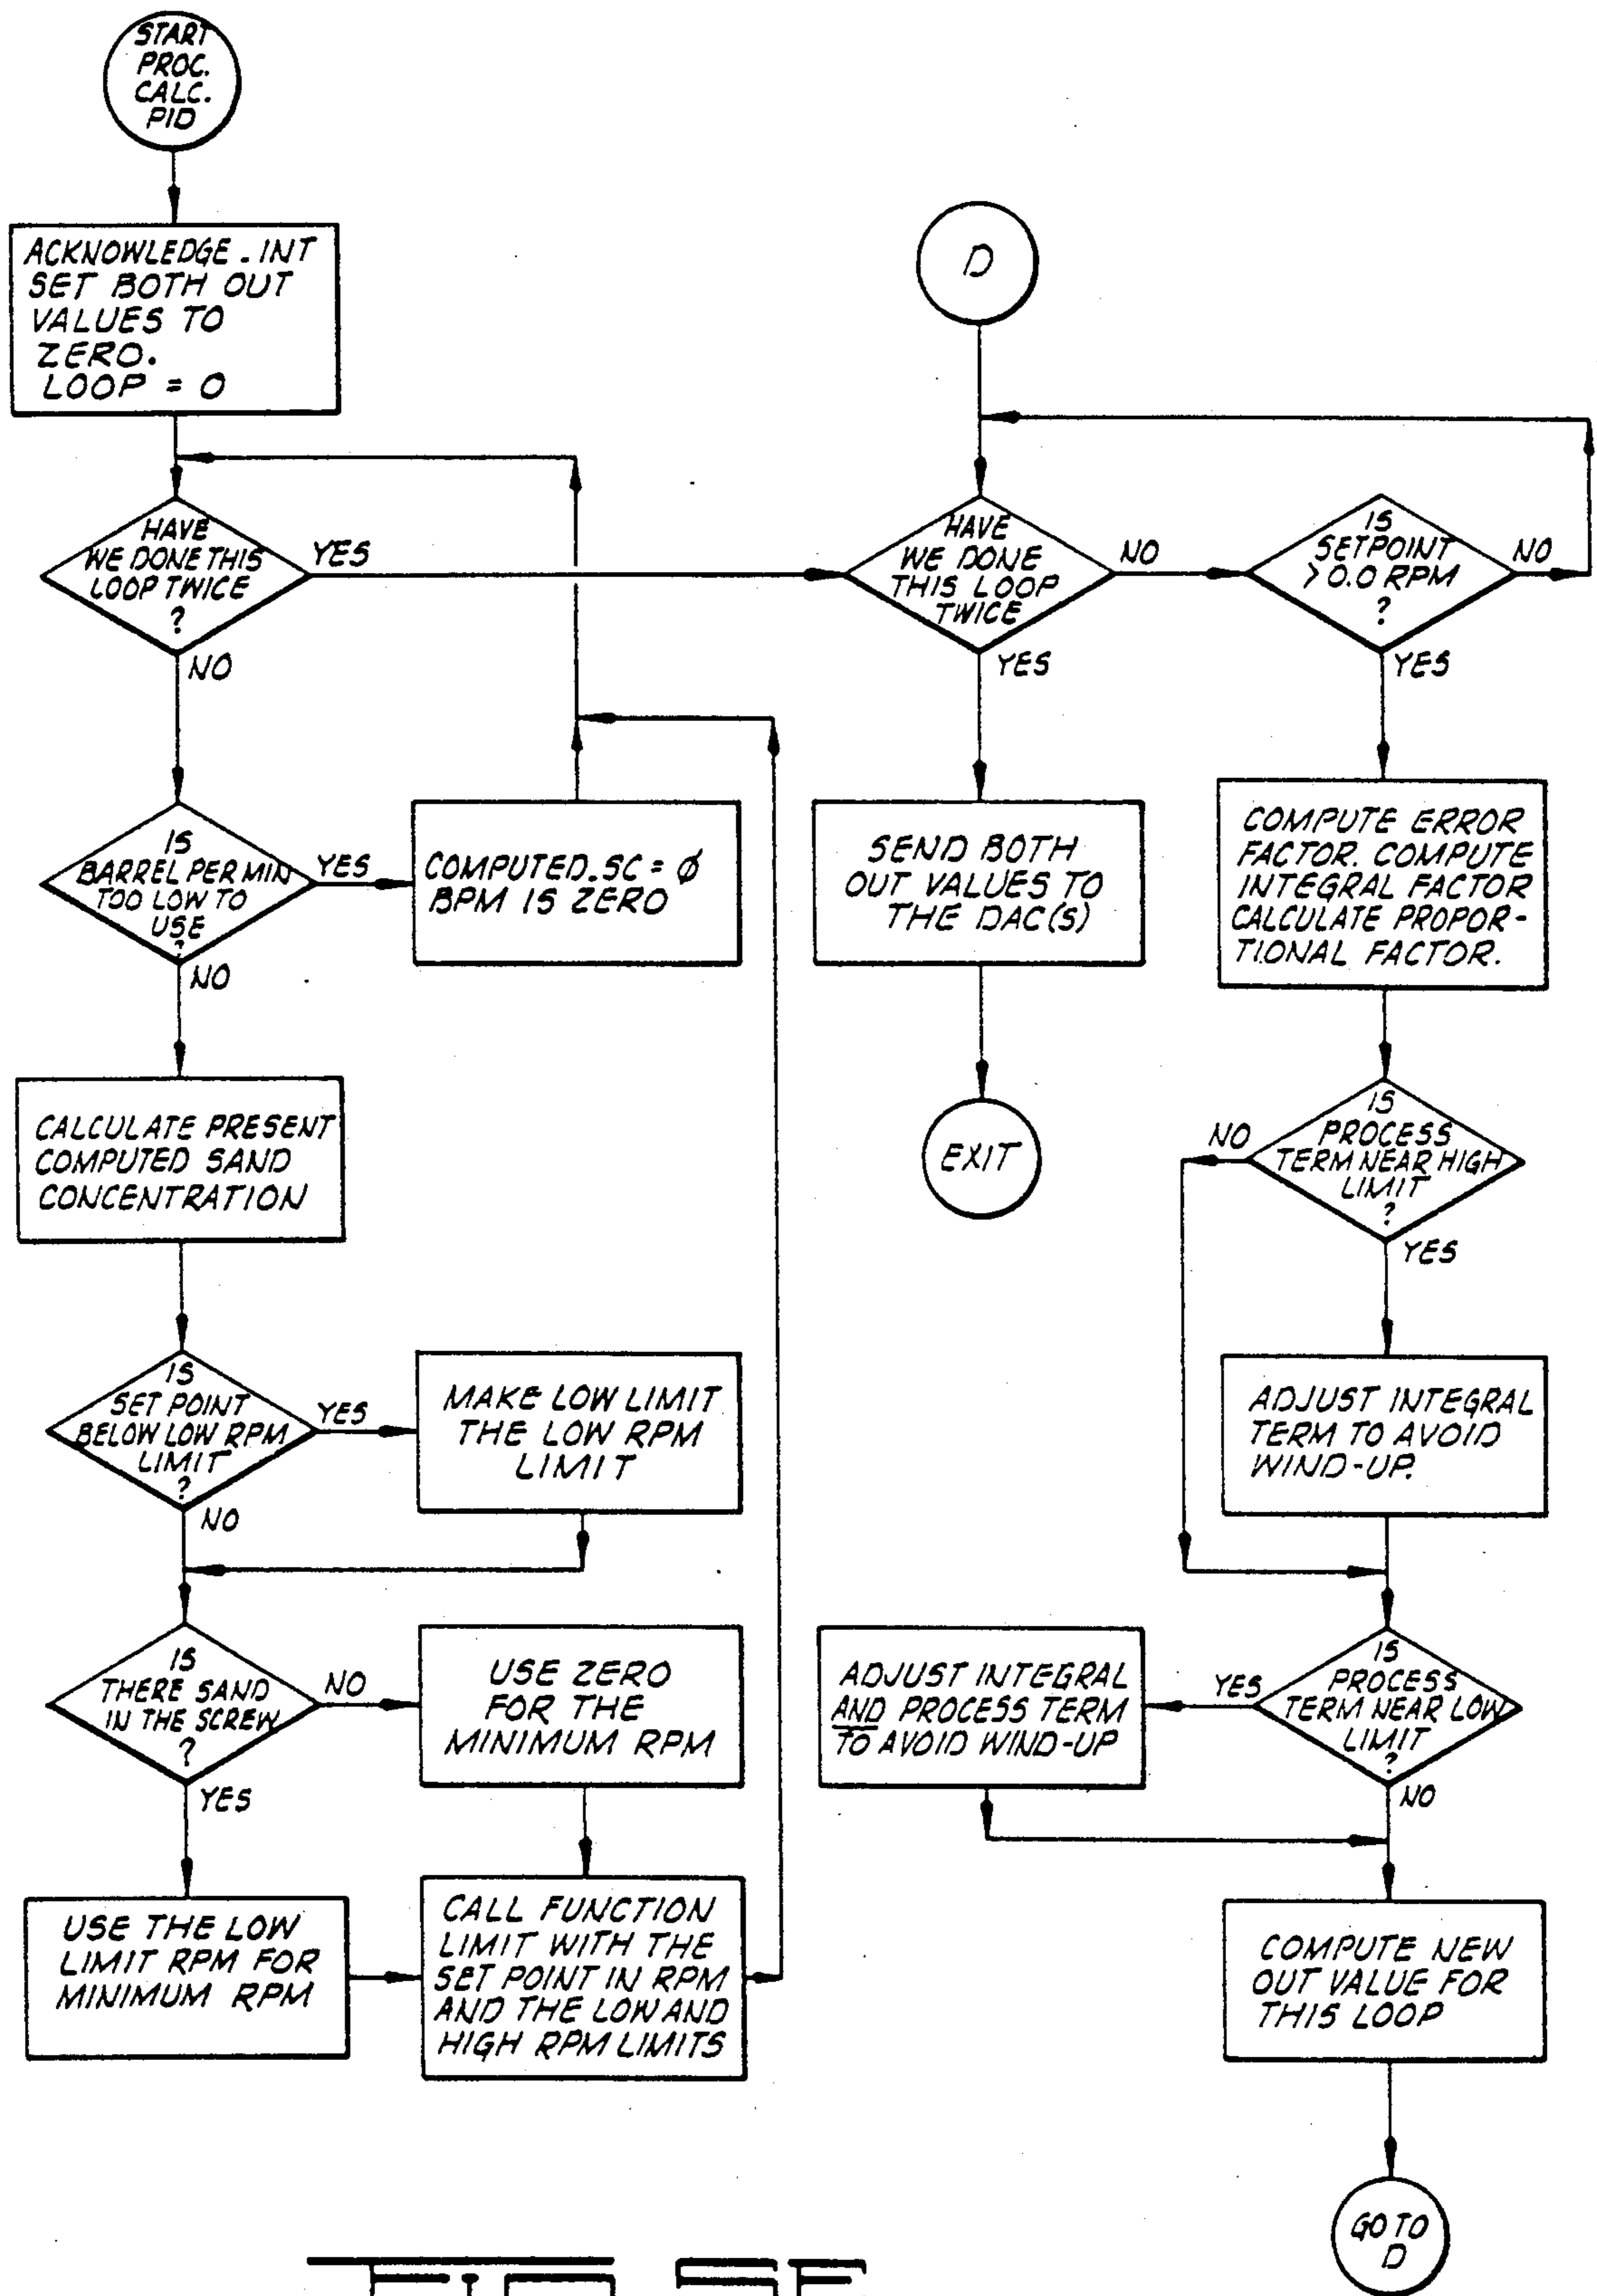 START
PROC.
CALC.
PID
ACKNOWLEDGE.INT
SET BOTH OUT
VALUES TO
ZERO.
LOOP = 0
HAVE
WE DONE THIS
LOOP TWICE
?
YES
NO
IS
BARREL PER MIN
TOO LOW TO
USE
?
YES
NO
COMPUTED.SC = Ø
BPM IS ZERO
CALCULATE PRESENT
COMPUTED SAND
CONCENTRATION
IS
SET POINT
BELOW LOW RPM
LIMIT
?
YES
NO
MAKE LOW LIMIT
THE LOW RPM
LIMIT
IS
THERE SAND
IN THE SCREW
?
NO
YES
USE ZERO
FOR THE
MINIMUM RPM
USE THE LOW
LIMIT RPM FOR
MINIMUM RPM
CALL FUNCTION
LIMIT WITH THE
SET POINT IN RPM
AND THE LOW AND
HIGH RPM LIMITS
D
HAVE
WE DONE
THIS LOOP
TWICE
NO
YES
SEND BOTH
OUT VALUES TO
THE DAC(S)
EXIT
IS
SETPOINT
> 0.0 RPM
?
NO
YES
COMPUTE ERROR
FACTOR. COMPUTE
INTEGRAL FACTOR
CALCULATE PROPOR-
TIONAL FACTOR.
IS
PROCESS
TERM NEAR HIGH
LIMIT
?
NO
YES
ADJUST INTEGRAL
TERM TO AVOID
WIND-UP.
IS
PROCESS
TERM NEAR LOW
LIMIT
?
YES
NO
ADJUST INTEGRAL
AND PROCESS TERM
TO AVOID WIND-UP
COMPUTE NEW
OUT VALUE FOR
THIS LOOP
GO TO
D